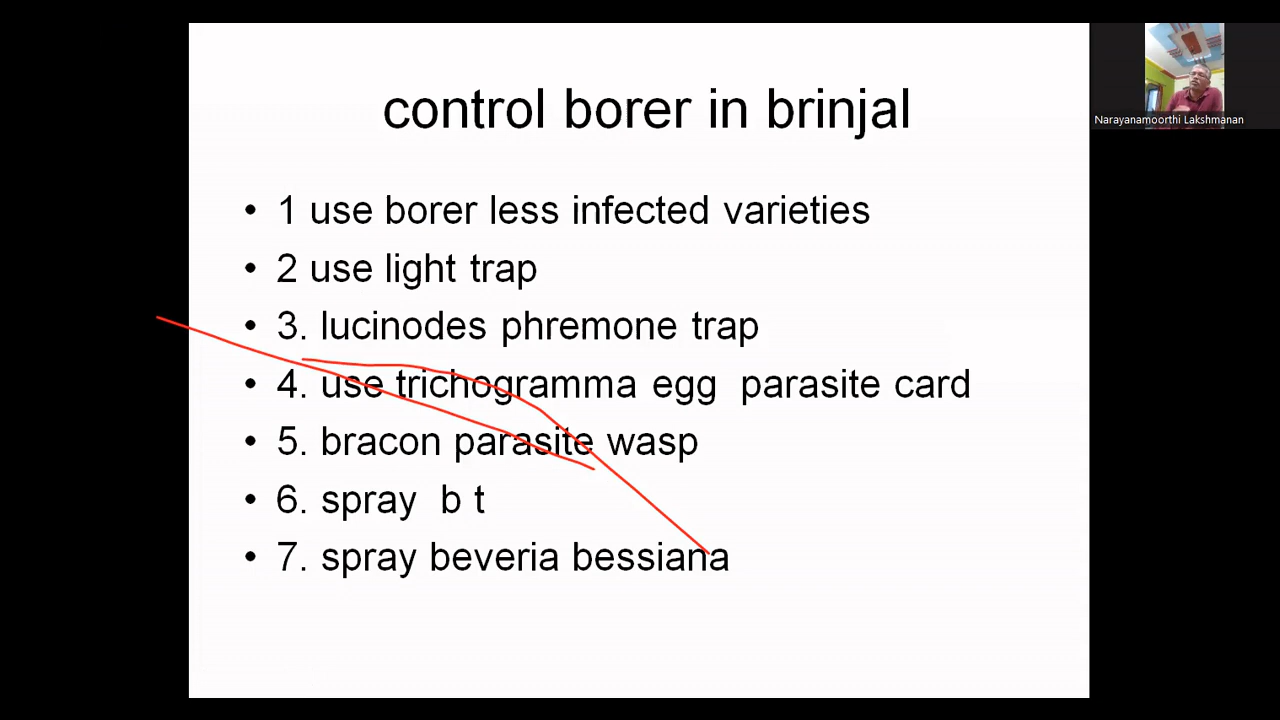 control borer in brinjal
Narayanamoorthi Lakshmanan
• 1 use borer less infected varieties
• 2 use light trap
• 3. lucinodes phremone trap
• 4. use trichogramma egg parasite card
• 5. bracon parasite wasp
• 6. spray b t
• 7. spray beveria bessiana